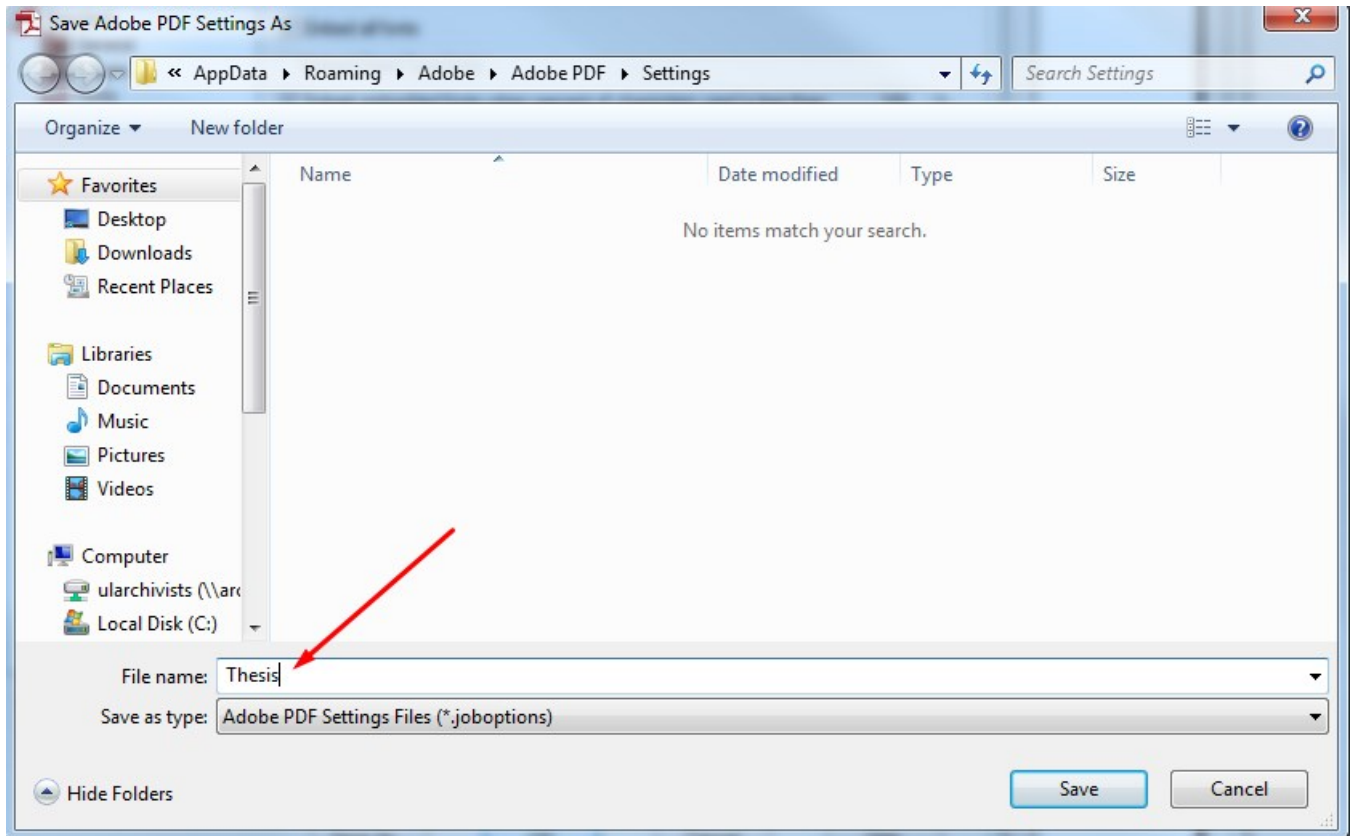 Save Adobe PDF Settings As
« AppData ▸ Roaming ▸ Adobe ▸ Adobe PDF ▸ Settings
Search Settings
Organize ▾ New folder
Name Date modified Type Size
No items match your search.
Favorites
Desktop
Downloads
Recent Places
Libraries
Documents
Music
Pictures
Videos
Computer
ularchivists (\\arc
Local Disk (C:)
File name: Thesis
Save as type: Adobe PDF Settings Files (*.joboptions)
Hide Folders
Save Cancel